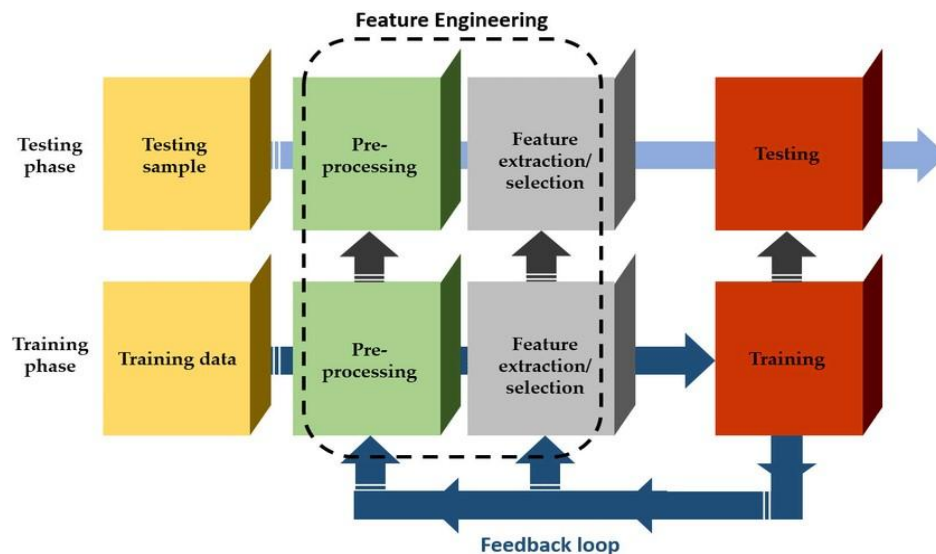 Feature Engineering
Testing
phase
Testing
sample
Pre-
processing
Feature
extraction/
selection
Testing
Training
phase
Training data
Pre-
processing
Feature
extraction/
selection
Training
Feedback loop